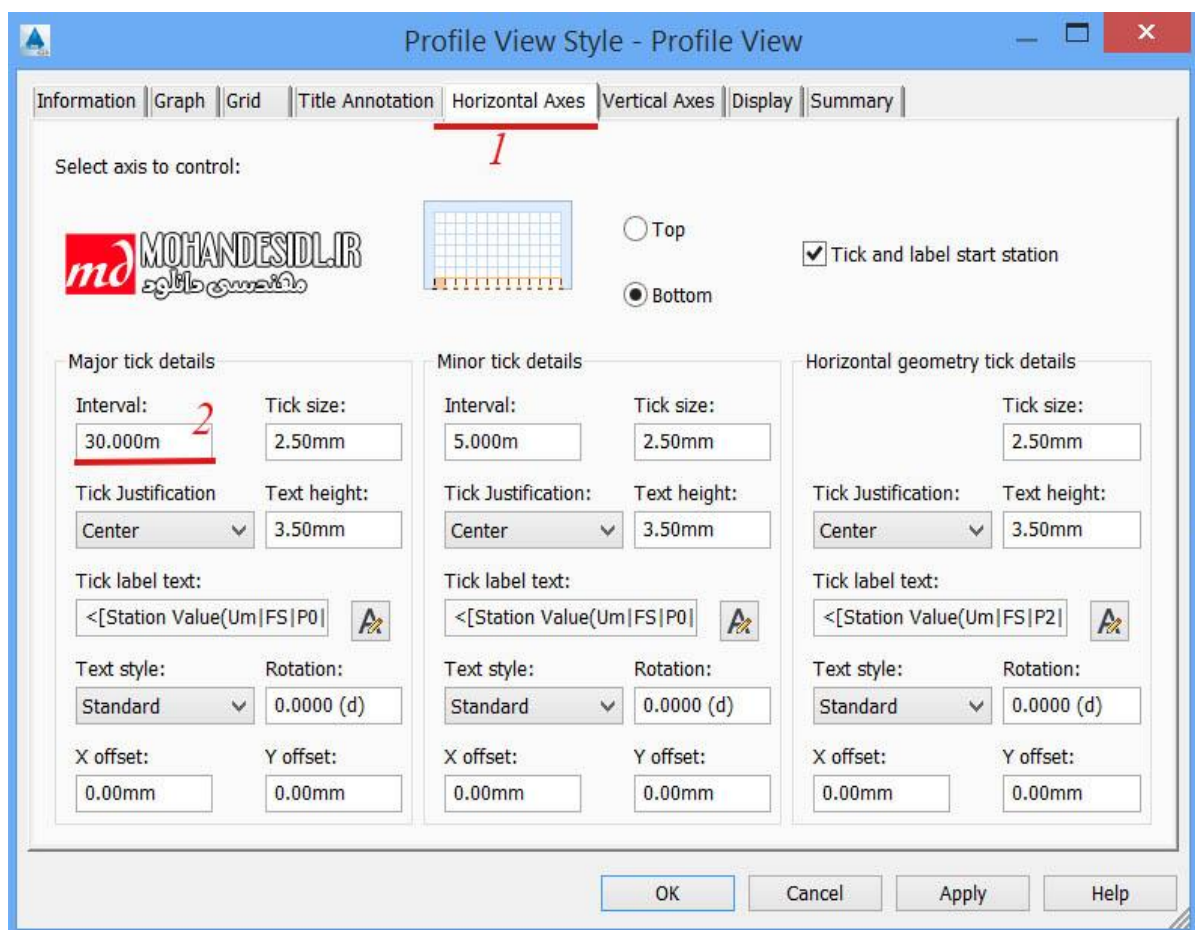 Profile View Style - Profile View
Information Graph Grid Title Annotation Horizontal Axes Vertical Axes Display Summary
1
Select axis to control:
md MOHANDESIDL.IR
مهندسی دانلود
Top
Bottom
Tick and label start station
Major tick details
Interval: 2 Tick size:
30.000m 2.50mm
Tick Justification Text height:
Center 3.50mm
Tick label text:
<[Station Value(Um|FS|P0|
Text style: Rotation:
Standard 0.0000 (d)
X offset: Y offset:
0.00mm 0.00mm
Minor tick details
Interval: Tick size:
5.000m 2.50mm
Tick Justification: Text height:
Center 3.50mm
Tick label text:
<[Station Value(Um|FS|P0|
Text style: Rotation:
Standard 0.0000 (d)
X offset: Y offset:
0.00mm 0.00mm
Horizontal geometry tick details
Tick size:
2.50mm
Tick Justification: Text height:
Center 3.50mm
Tick label text:
<[Station Value(Um|FS|P2|
Text style: Rotation:
Standard 0.0000 (d)
X offset: Y offset:
0.00mm 0.00mm
OK Cancel Apply Help